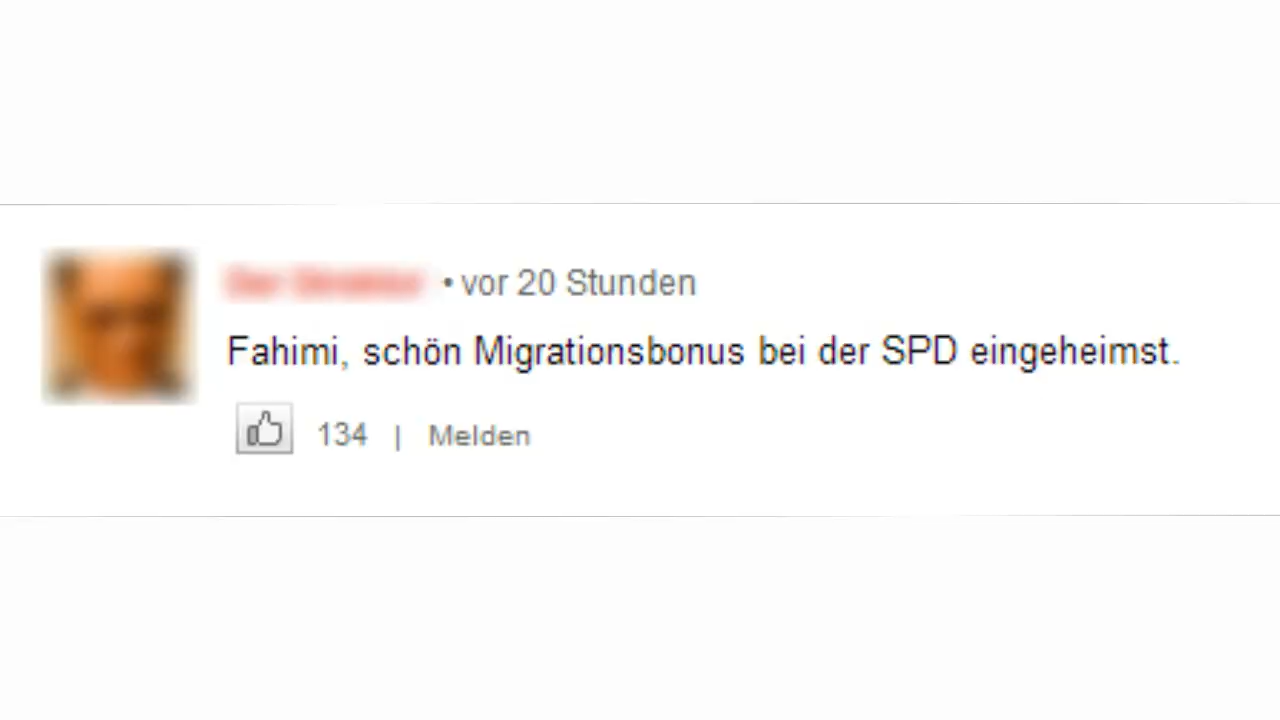 • vor 20 Stunden
Fahimi, schön Migrationsbonus bei der SPD eingeheimst.
134 | Melden